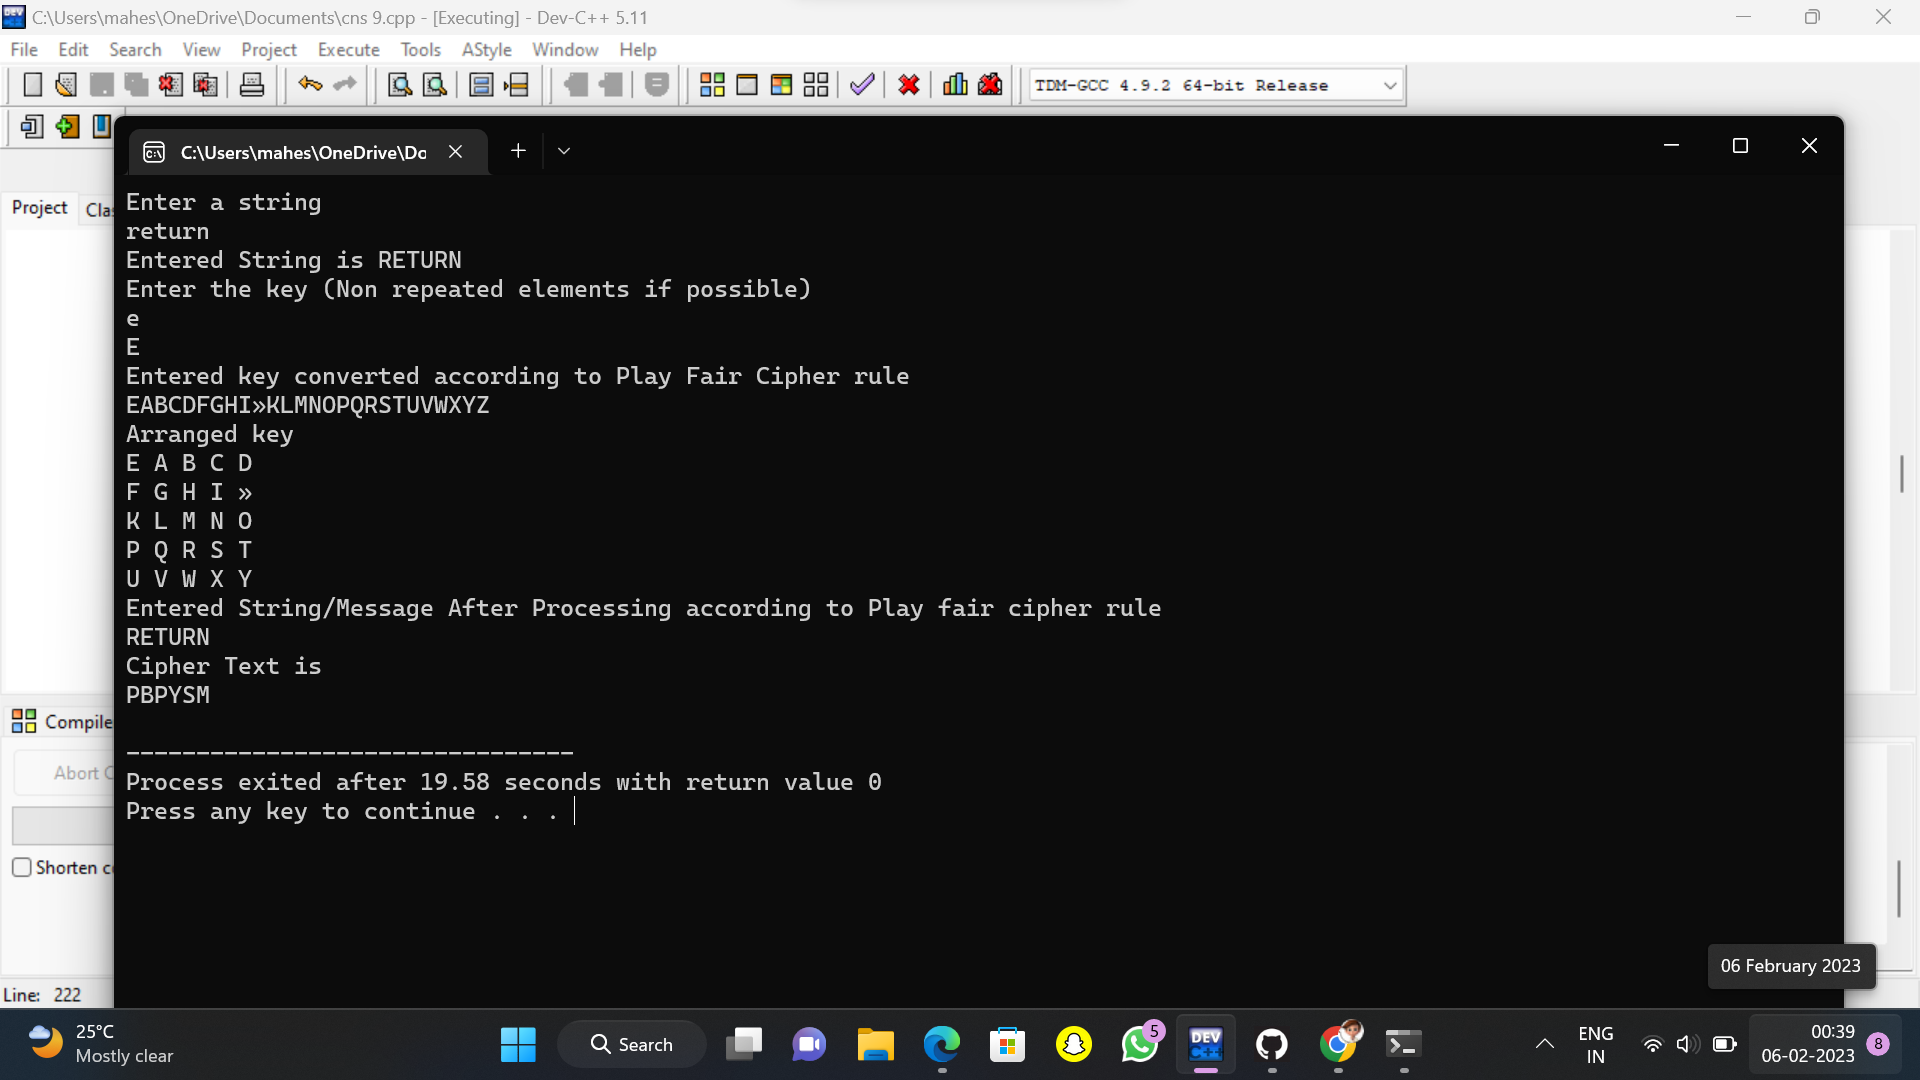 C:\Users\mahes\OneDrive\Documents\cns 9.cpp - [Executing] - Dev-C++ 5.11
File Edit Search View Project Execute Tools AStyle Window Help
TDM-GCC 4.9.2 64-bit Release
C:\Users\mahes\OneDrive\Do
Project Clas
Enter a string
return
Entered String is RETURN
Enter the key (Non repeated elements if possible)
e
E
Entered key converted according to Play Fair Cipher rule
EABCDFGHI»KLMNOPQRSTUVWXYZ
Arranged key
E A B C D
F G H I »
K L M N O
P Q R S T
U V W X Y
Entered String/Message After Processing according to Play fair cipher rule
RETURN
Cipher Text is
PBPYSM
--------------------------------
Process exited after 19.58 seconds with return value 0
Press any key to continue . . .
Compile
Abort C
Shorten c
Line: 222
06 February 2023
25°C
Mostly clear
Search
5
DEV
C++
ENG
IN
00:39
06-02-2023
8